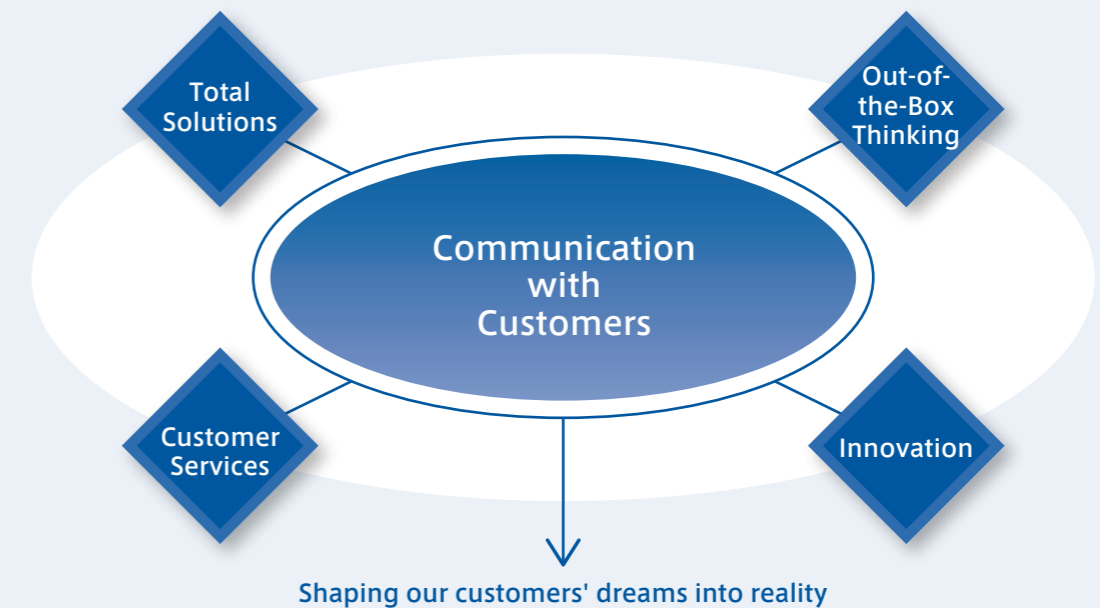 Total
Solutions
Out-of-
the-Box
Thinking
Communication
with
Customers
Customer
Services
Innovation
Shaping our customers' dreams into reality